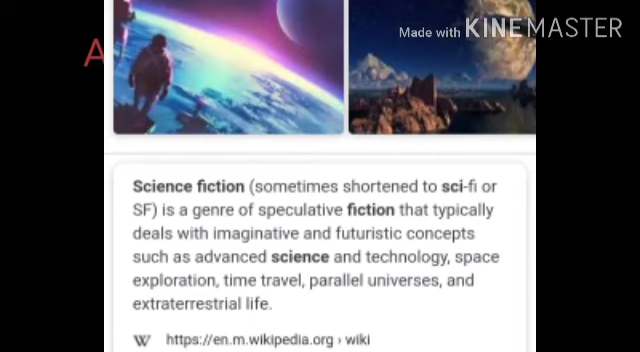 Made with KINEMASTER
A
Science fiction (sometimes shortened to sci-fi or
SF) is a genre of speculative fiction that typically
deals with imaginative and futuristic concepts
such as advanced science and technology, space
exploration, time travel, parallel universes, and
extraterrestrial life.
W https://en.m.wikipedia.org › wiki